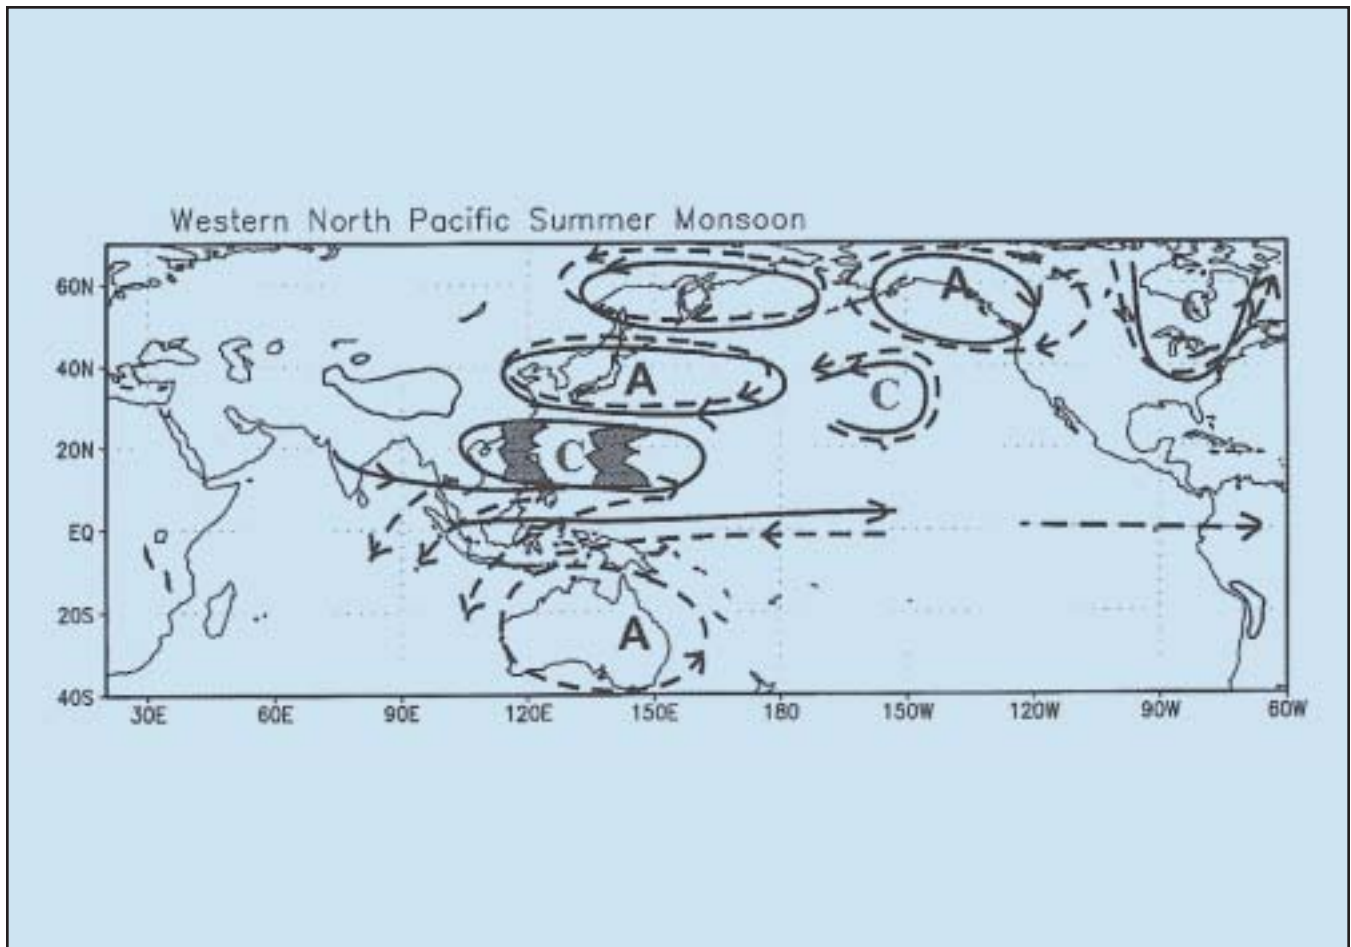 Western North Pacific Summer Monsoon
60N
C
A
C
40N
A
C
20N
C
EQ
20S
A
40S
30E 60E 90E 120E 150E 180 150W 120W 90W 60W